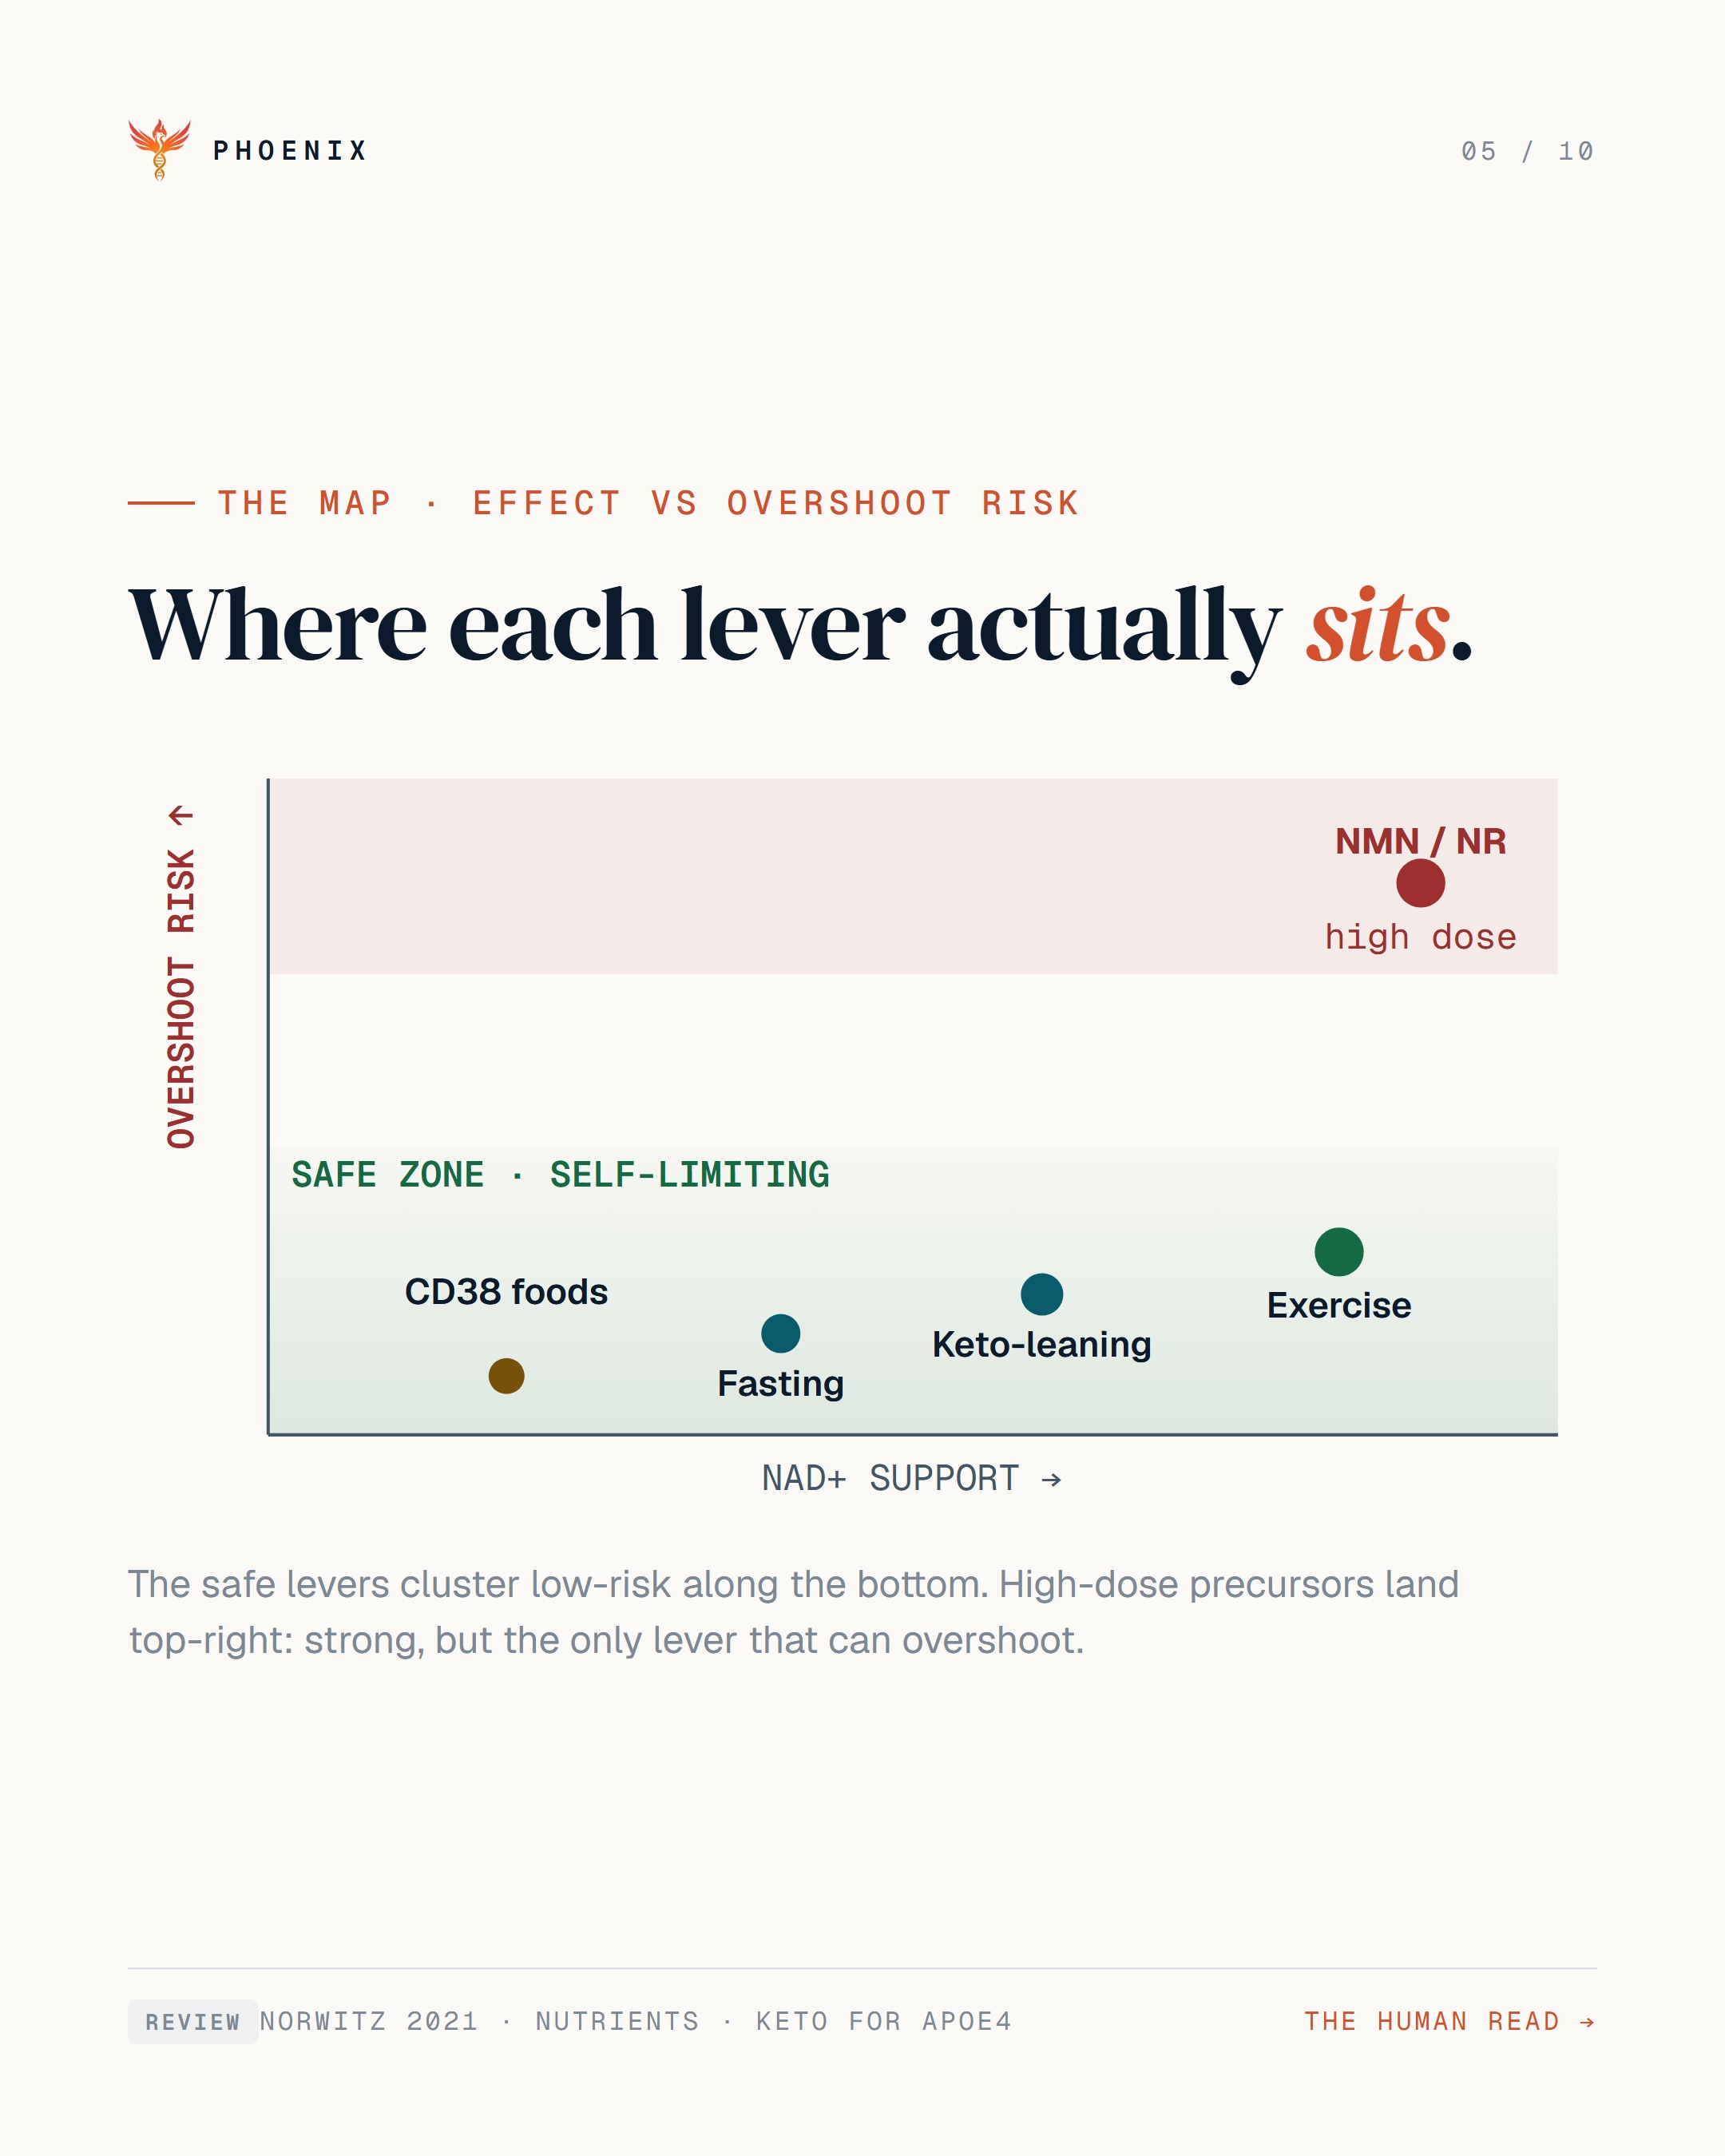 PHOENIX
05 / 10
THE MAP · EFFECT VS OVERSHOOT RISK
Where each lever actually sits.
OVERSHOOT RISK →
NMN / NR
high dose
SAFE ZONE · SELF-LIMITING
CD38 foods
Fasting
Keto-leaning
Exercise
NAD+ SUPPORT →
The safe levers cluster low-risk along the bottom. High-dose precursors land
top-right: strong, but the only lever that can overshoot.
REVIEW NORWITZ 2021 · NUTRIENTS · KETO FOR APOE4
THE HUMAN READ →